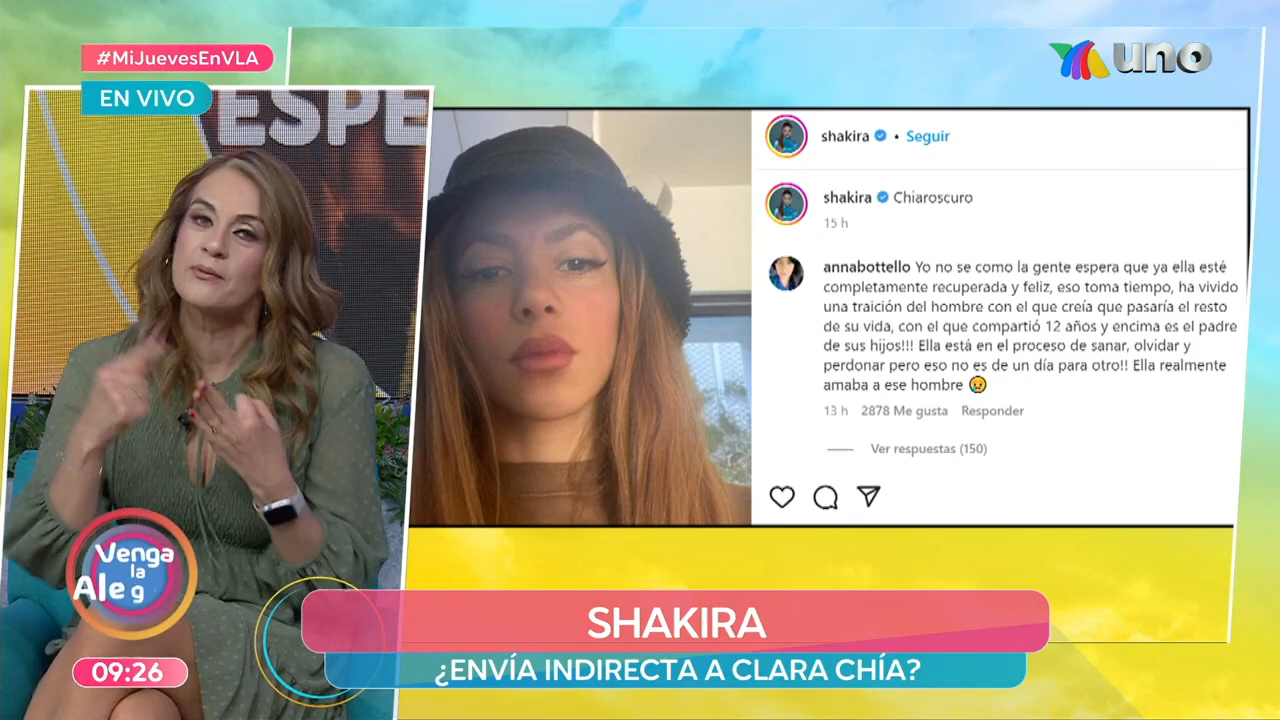 #MiJuevesEnVLA
EN VIVO
ESPE
uno
shakira • Seguir
shakira Chiaroscuro
15 h
annabottello Yo no se como la gente espera que ya ella esté
completamente recuperada y feliz, eso toma tiempo, ha vivido
una traición del hombre con el que creía que pasaría el resto
de su vida, con el que compartió 12 años y encima es el padre
de sus hijos!!! Ella está en el proceso de sanar, olvidar y
perdonar pero eso no es de un día para otro!! Ella realmente
amaba a ese hombre 😢
13 h 2878 Me gusta Responder
Ver respuestas (150)
Venga
la
Aleg
SHAKIRA
¿ENVÍA INDIRECTA A CLARA CHÍA?
09:26